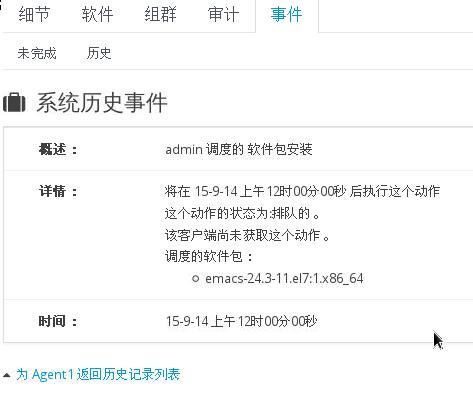 细节 软件 组群 审计 事件
未完成 历史
系统历史事件
概述： admin 调度的 软件包安装
详情： 将在 15-9-14 上午12时00分00秒 后执行这个动作
这个动作的状态为:排队的。
该客户端尚未获取这个动作。
调度的软件包：
emacs-24.3-11.el7:1.x86_64
时间： 15-9-14 上午12时00分00秒
为 Agent1 返回历史记录列表